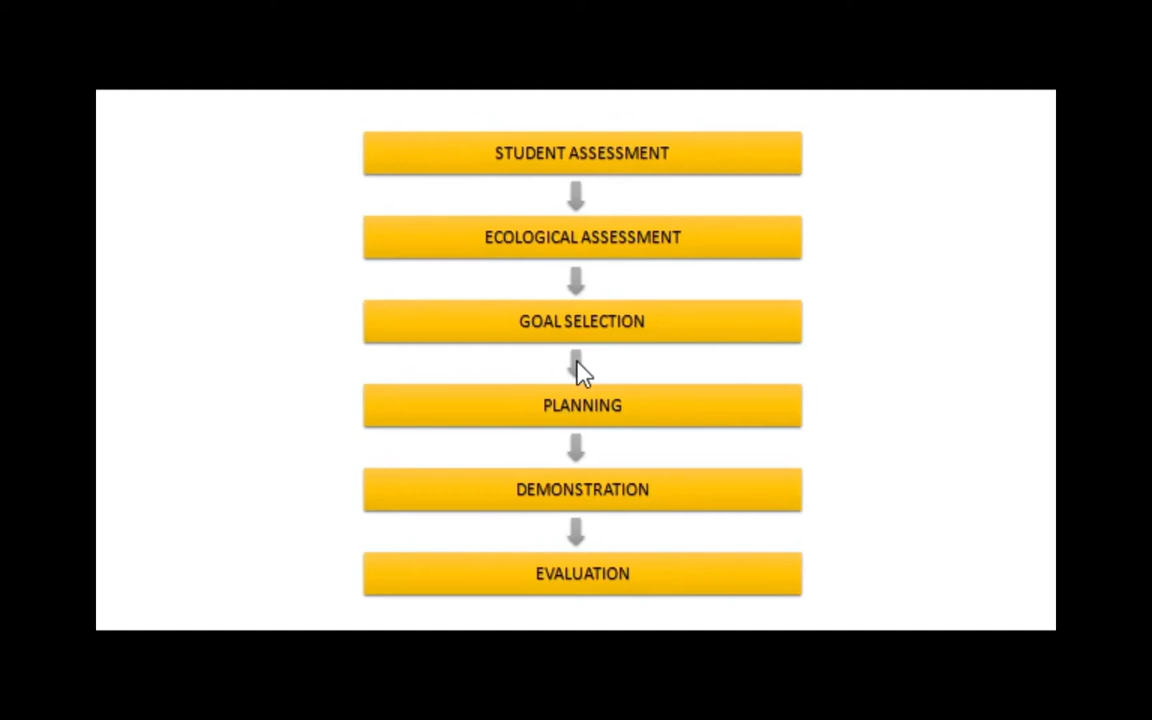 STUDENT ASSESSMENT
ECOLOGICAL ASSESSMENT
GOAL SELECTION
PLANNING
DEMONSTRATION
EVALUATION